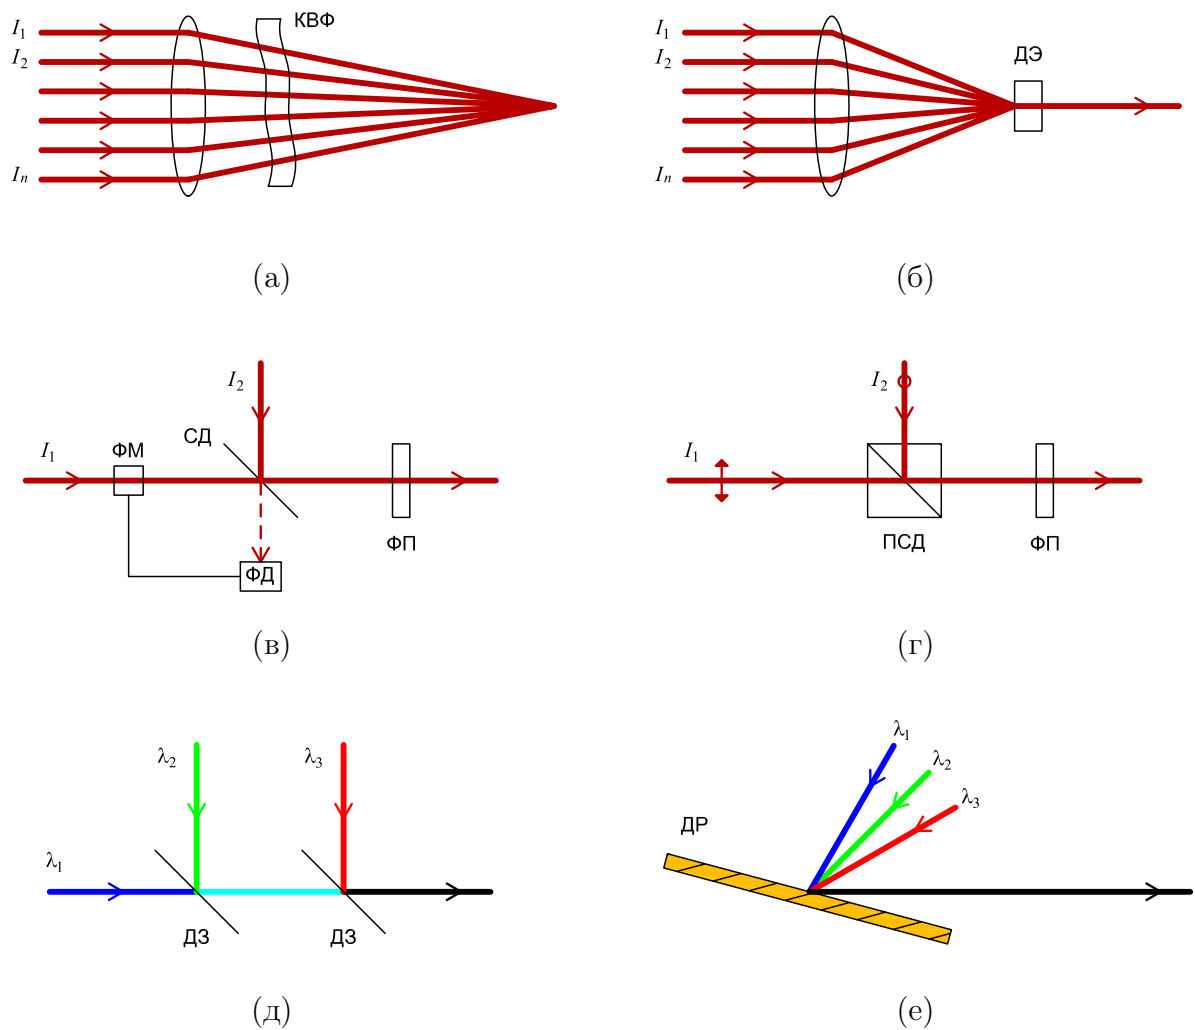 I₁ КВФ
I₂
Iₙ
(а)
I₁
I₂ ДЭ
Iₙ
(б)
I₂
СД
I₁ ФМ
ФП
ФД
(в)
I₂
I₁
ПСД ФП
(г)
λ₂ λ₃
λ₁
ДЗ ДЗ
(д)
λ₁
λ₂
λ₃
ДР
(е)